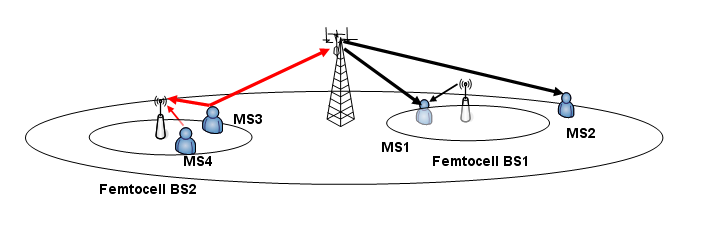 MS3
MS2
MS1
MS4
Femtocell BS1
Femtocell BS2